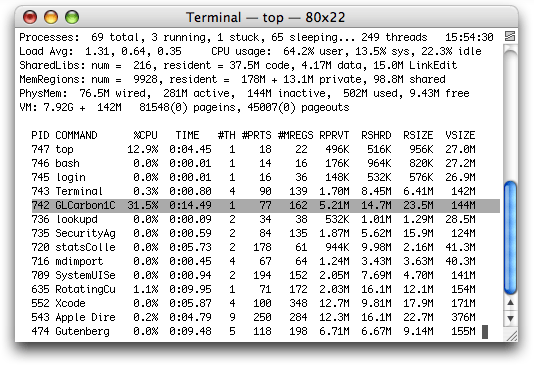 Terminal — top — 80x22
Processes:  69 total, 3 running, 1 stuck, 65 sleeping... 249 threads   15:54:30
Load Avg:  1.31, 0.64, 0.35    CPU usage:  64.2% user, 13.5% sys, 22.3% idle
SharedLibs: num =  216, resident = 37.5M code, 4.17M data, 15.0M LinkEdit
MemRegions: num =  9928, resident =  178M + 13.1M private, 98.8M shared
PhysMem:  76.5M wired,  281M active,  144M inactive,  502M used, 9.43M free
VM: 7.92G +  142M   81548(0) pageins, 45007(0) pageouts
PID COMMAND      %CPU   TIME   #TH #PRTS #MREGS RPRVT  RSHRD  RSIZE  VSIZE
747 top         12.9%  0:04.45   1    18     22   496K   516K   956K  27.0M
746 bash         0.0%  0:00.01   1    14     16   176K   964K   820K  27.2M
745 login        0.0%  0:00.01   1    16     36   148K   532K   576K  26.9M
743 Terminal     0.3%  0:00.80   4    90    139  1.70M  8.45M  6.41M   142M
742 GLCarbon1C  31.5%  0:14.49   1    77    162  5.21M  14.7M  23.5M   144M
736 lookupd      0.0%  0:00.09   2    34     38   532K  1.01M  1.29M  28.5M
735 SecurityAg   0.0%  0:00.59   2    84    135  1.87M  5.62M  15.9M   124M
720 statsColle   0.0%  0:05.73   2   178     61   944K  9.98M  2.16M  41.3M
716 mdimport     0.0%  0:00.45   4    67     64  1.24M  3.43M  3.63M  40.3M
709 SystemUISe   0.0%  0:00.94   2   194    152  2.05M  7.69M  4.70M   141M
635 RotatingCu   1.1%  0:09.95   1    71    172  2.03M  16.1M  12.1M   154M
552 Xcode        0.0%  0:05.87   4   100    348  12.7M  9.81M  17.9M   171M
543 Apple Dire   0.2%  0:04.79   9   250    284  12.3M  16.1M  22.7M   376M
474 Gutenberg    0.0%  0:09.48   5   118    198  6.71M  6.67M  9.14M   155M